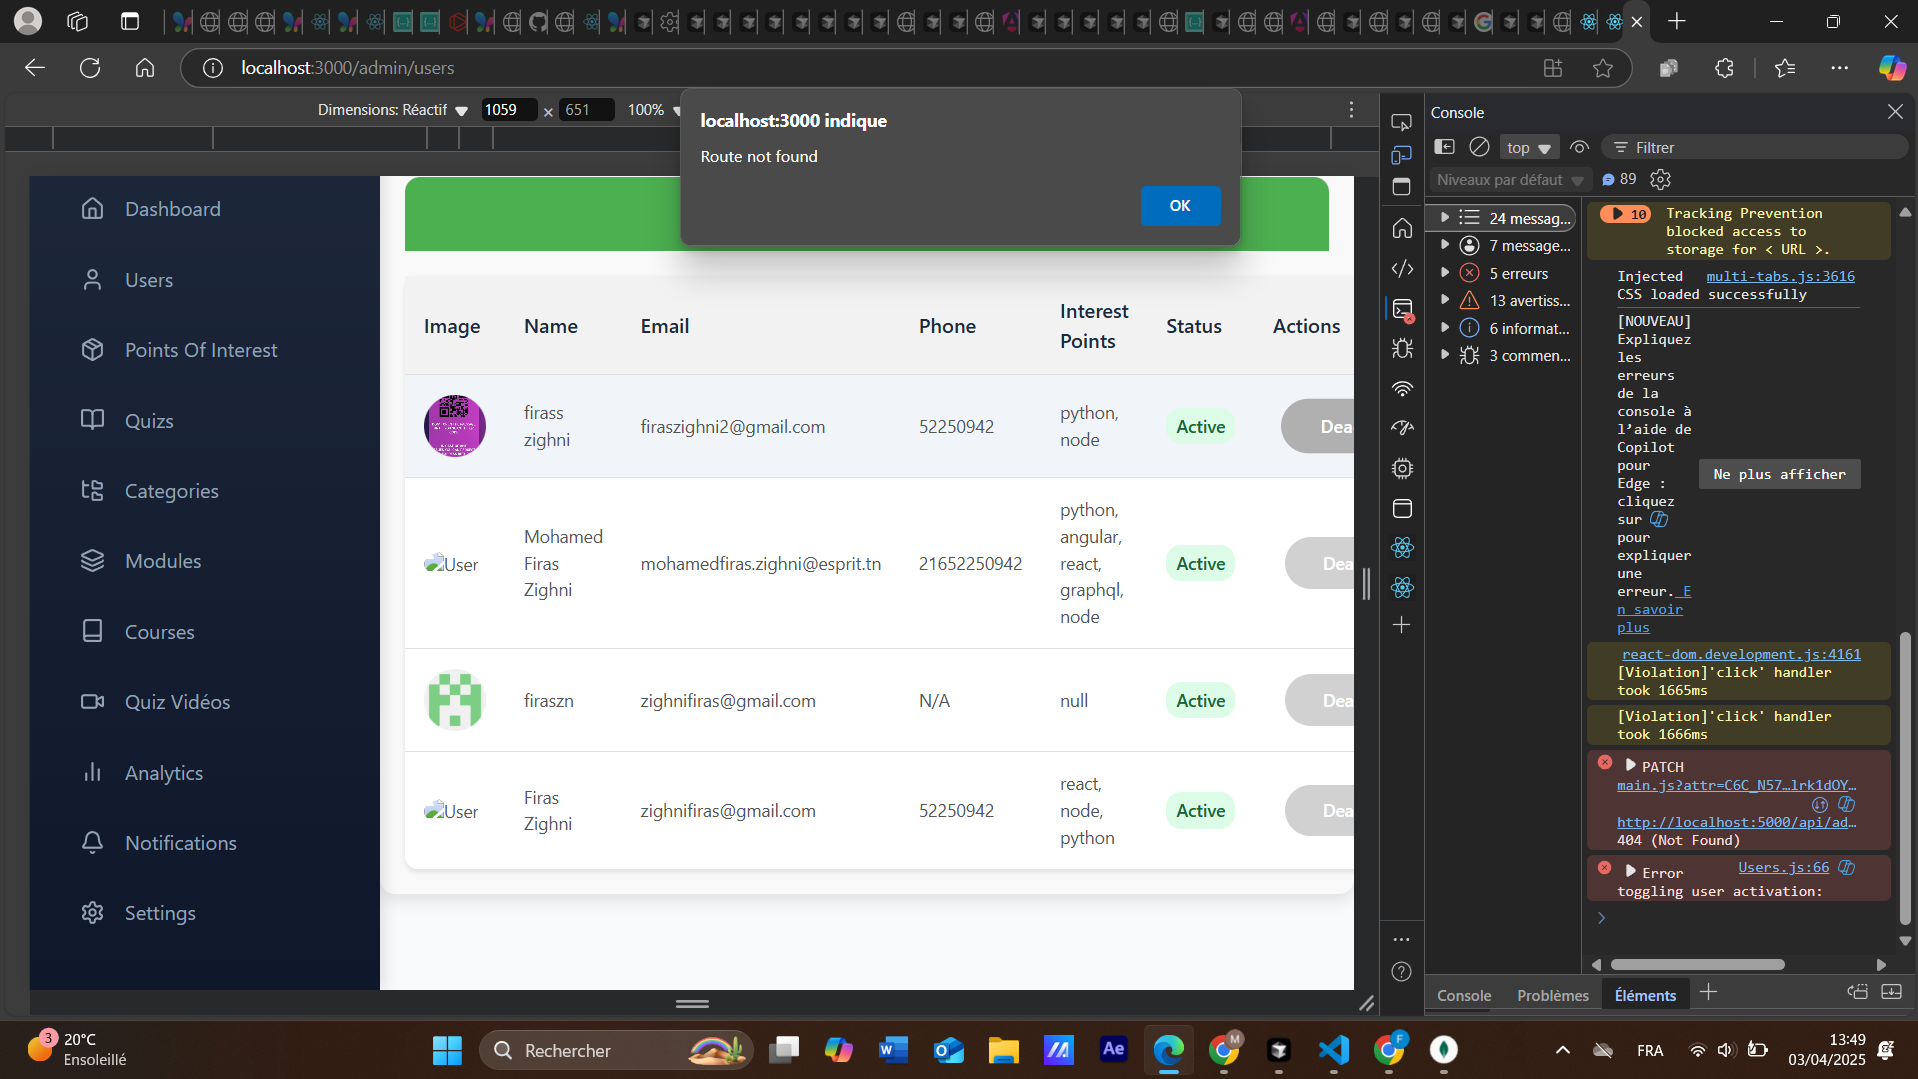 localhost:3000/admin/users
Dimensions: Réactif
1059
×
651
100%
localhost:3000 indique
Route not found
OK
Dashboard
Users
Points Of Interest
Quizs
Categories
Modules
Courses
Quiz Vidéos
Analytics
Notifications
Settings
Image
Name
Email
Phone
Interest
Points
Status
Actions
firass
zighni
firaszighni2@gmail.com
52250942
python,
node
Active
Dea
User
Mohamed
Firas
Zighni
mohamedfiras.zighni@esprit.tn
21652250942
python,
angular,
react,
graphql,
node
Active
Dea
firaszn
zighnifiras@gmail.com
N/A
null
Active
Dea
User
Firas
Zighni
zighnifiras@gmail.com
52250942
react,
node,
python
Active
Dea
Console
top
Filtrer
Niveaux par défaut
89
24 messag...
7 message...
5 erreurs
13 avertiss...
6 informat...
3 commen...
10
Tracking Prevention
blocked access to
storage for < URL >.
Injected multi-tabs.js:3616
CSS loaded successfully
[NOUVEAU]
Expliquez
les
erreurs
de la
console à
l'aide de
Copilot
pour
Edge :
cliquez
sur
pour
expliquer
une
erreur. E
n savoir
plus
Ne plus afficher
react-dom.development.js:4161
[Violation]'click' handler
took 1665ms
[Violation]'click' handler
took 1666ms
PATCH
main.js?attr=C6C_N57…lrk1dOY…
http://localhost:5000/api/ad…
404 (Not Found)
Error Users.js:66
toggling user activation:
Console
Problèmes
Éléments
3
20°C
Ensoleillé
Rechercher
W
Ae
M
F
FRA
13:49
03/04/2025